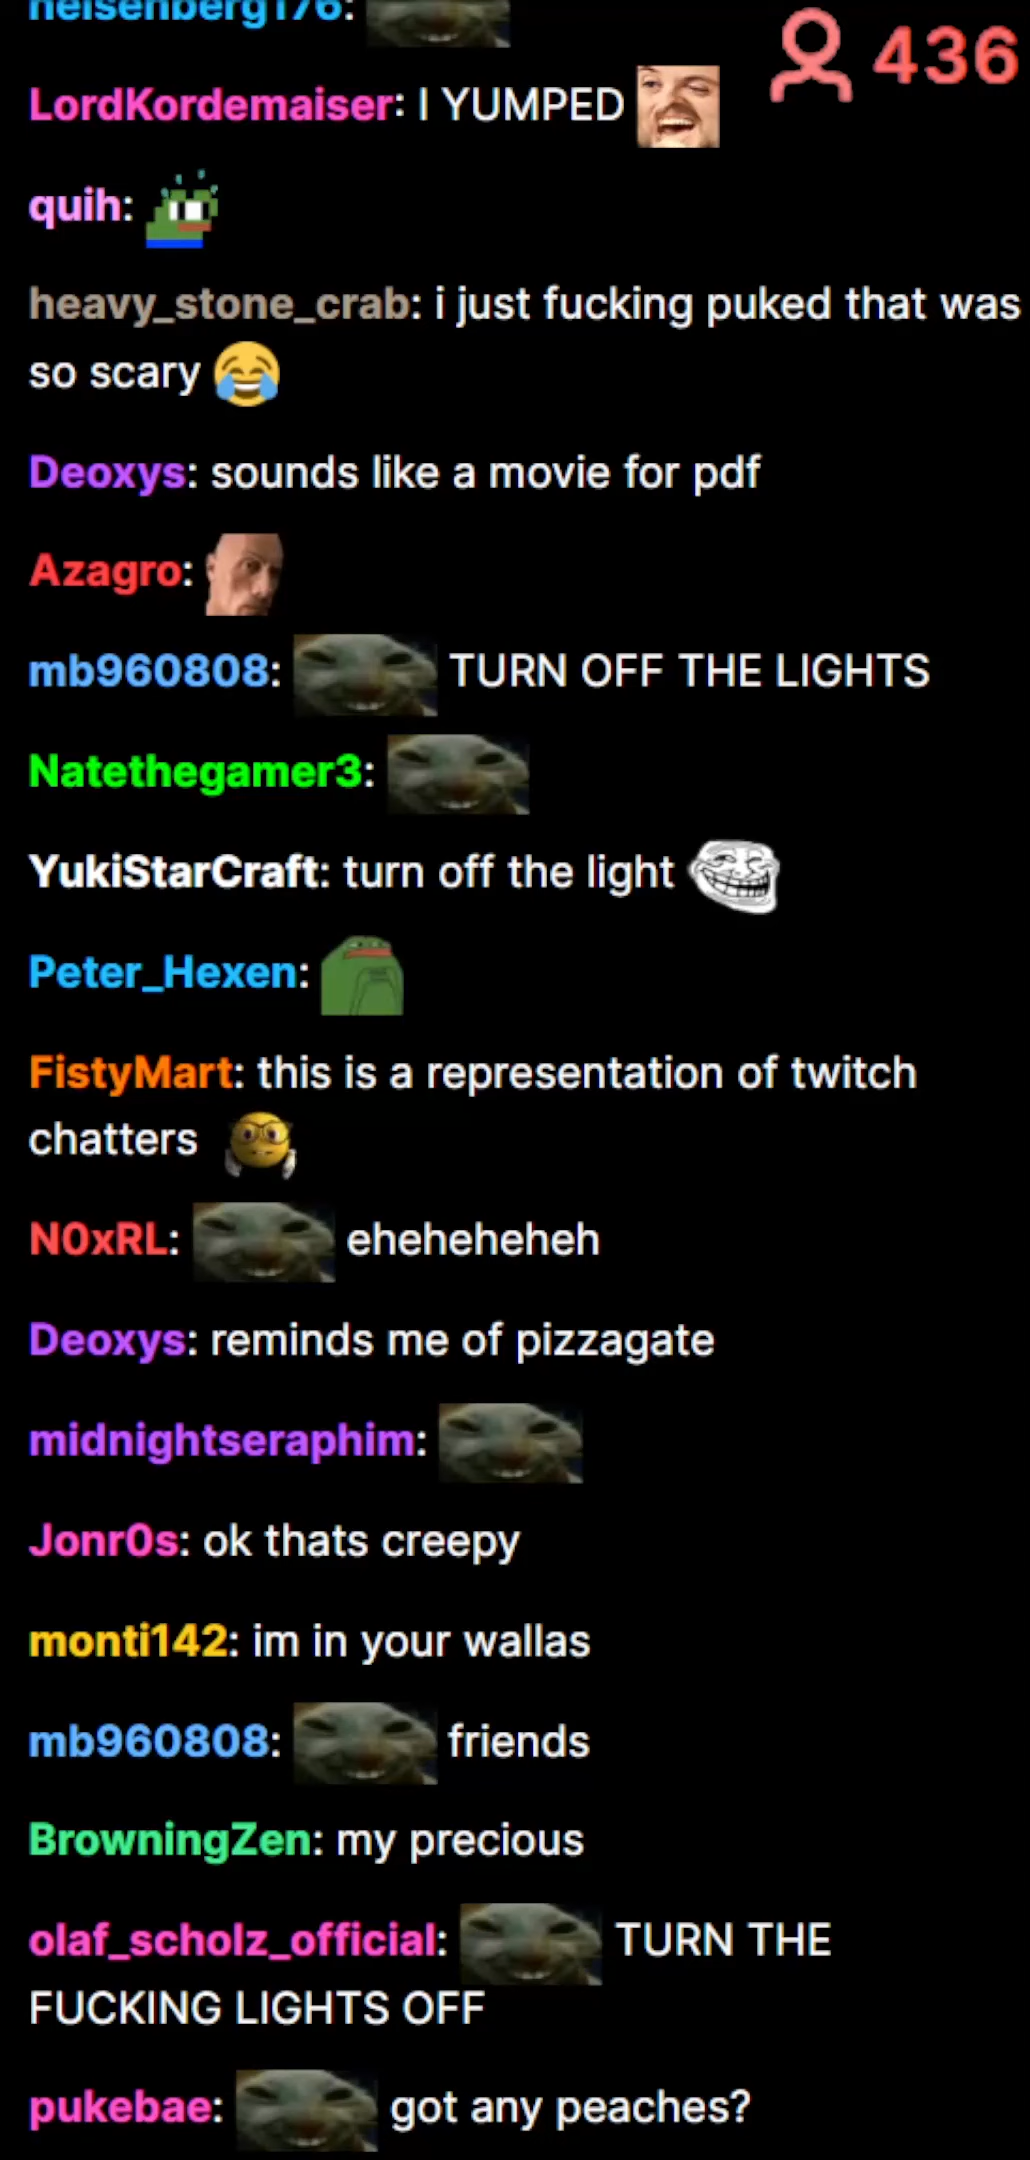 heisenberg176:
436
LordKordemaiser: I YUMPED
quih:
heavy_stone_crab: i just fucking puked that was
so scary
Deoxys: sounds like a movie for pdf
Azagro:
mb960808: TURN OFF THE LIGHTS
Natethegamer3:
YukiStarCraft: turn off the light
Peter_Hexen:
FistyMart: this is a representation of twitch
chatters
N0xRL: eheheheheh
Deoxys: reminds me of pizzagate
midnightseraphim:
Jonr0s: ok thats creepy
monti142: im in your wallas
mb960808: friends
BrowningZen: my precious
olaf_scholz_official: TURN THE
FUCKING LIGHTS OFF
pukebae: got any peaches?